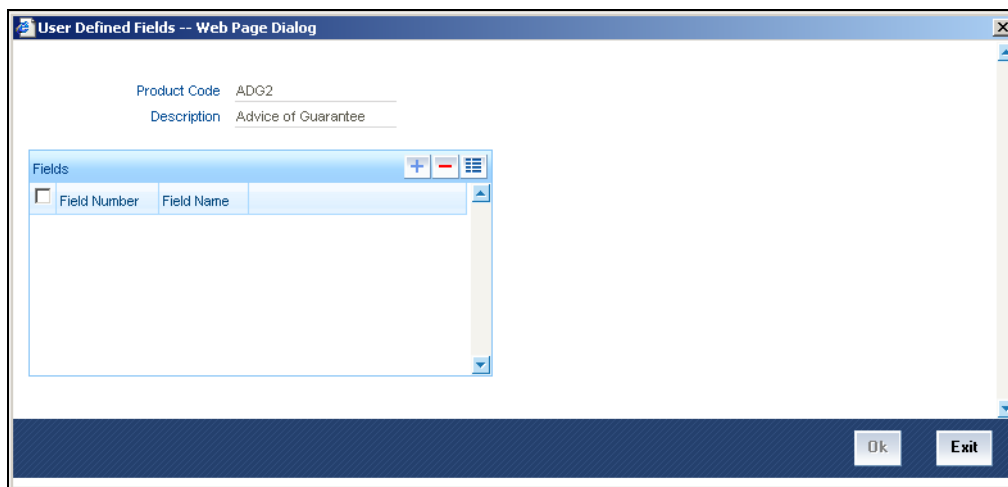 User Defined Fields -- Web Page Dialog
Product Code ADG2
Description Advice of Guarantee
Fields
Field Number Field Name
Ok Exit